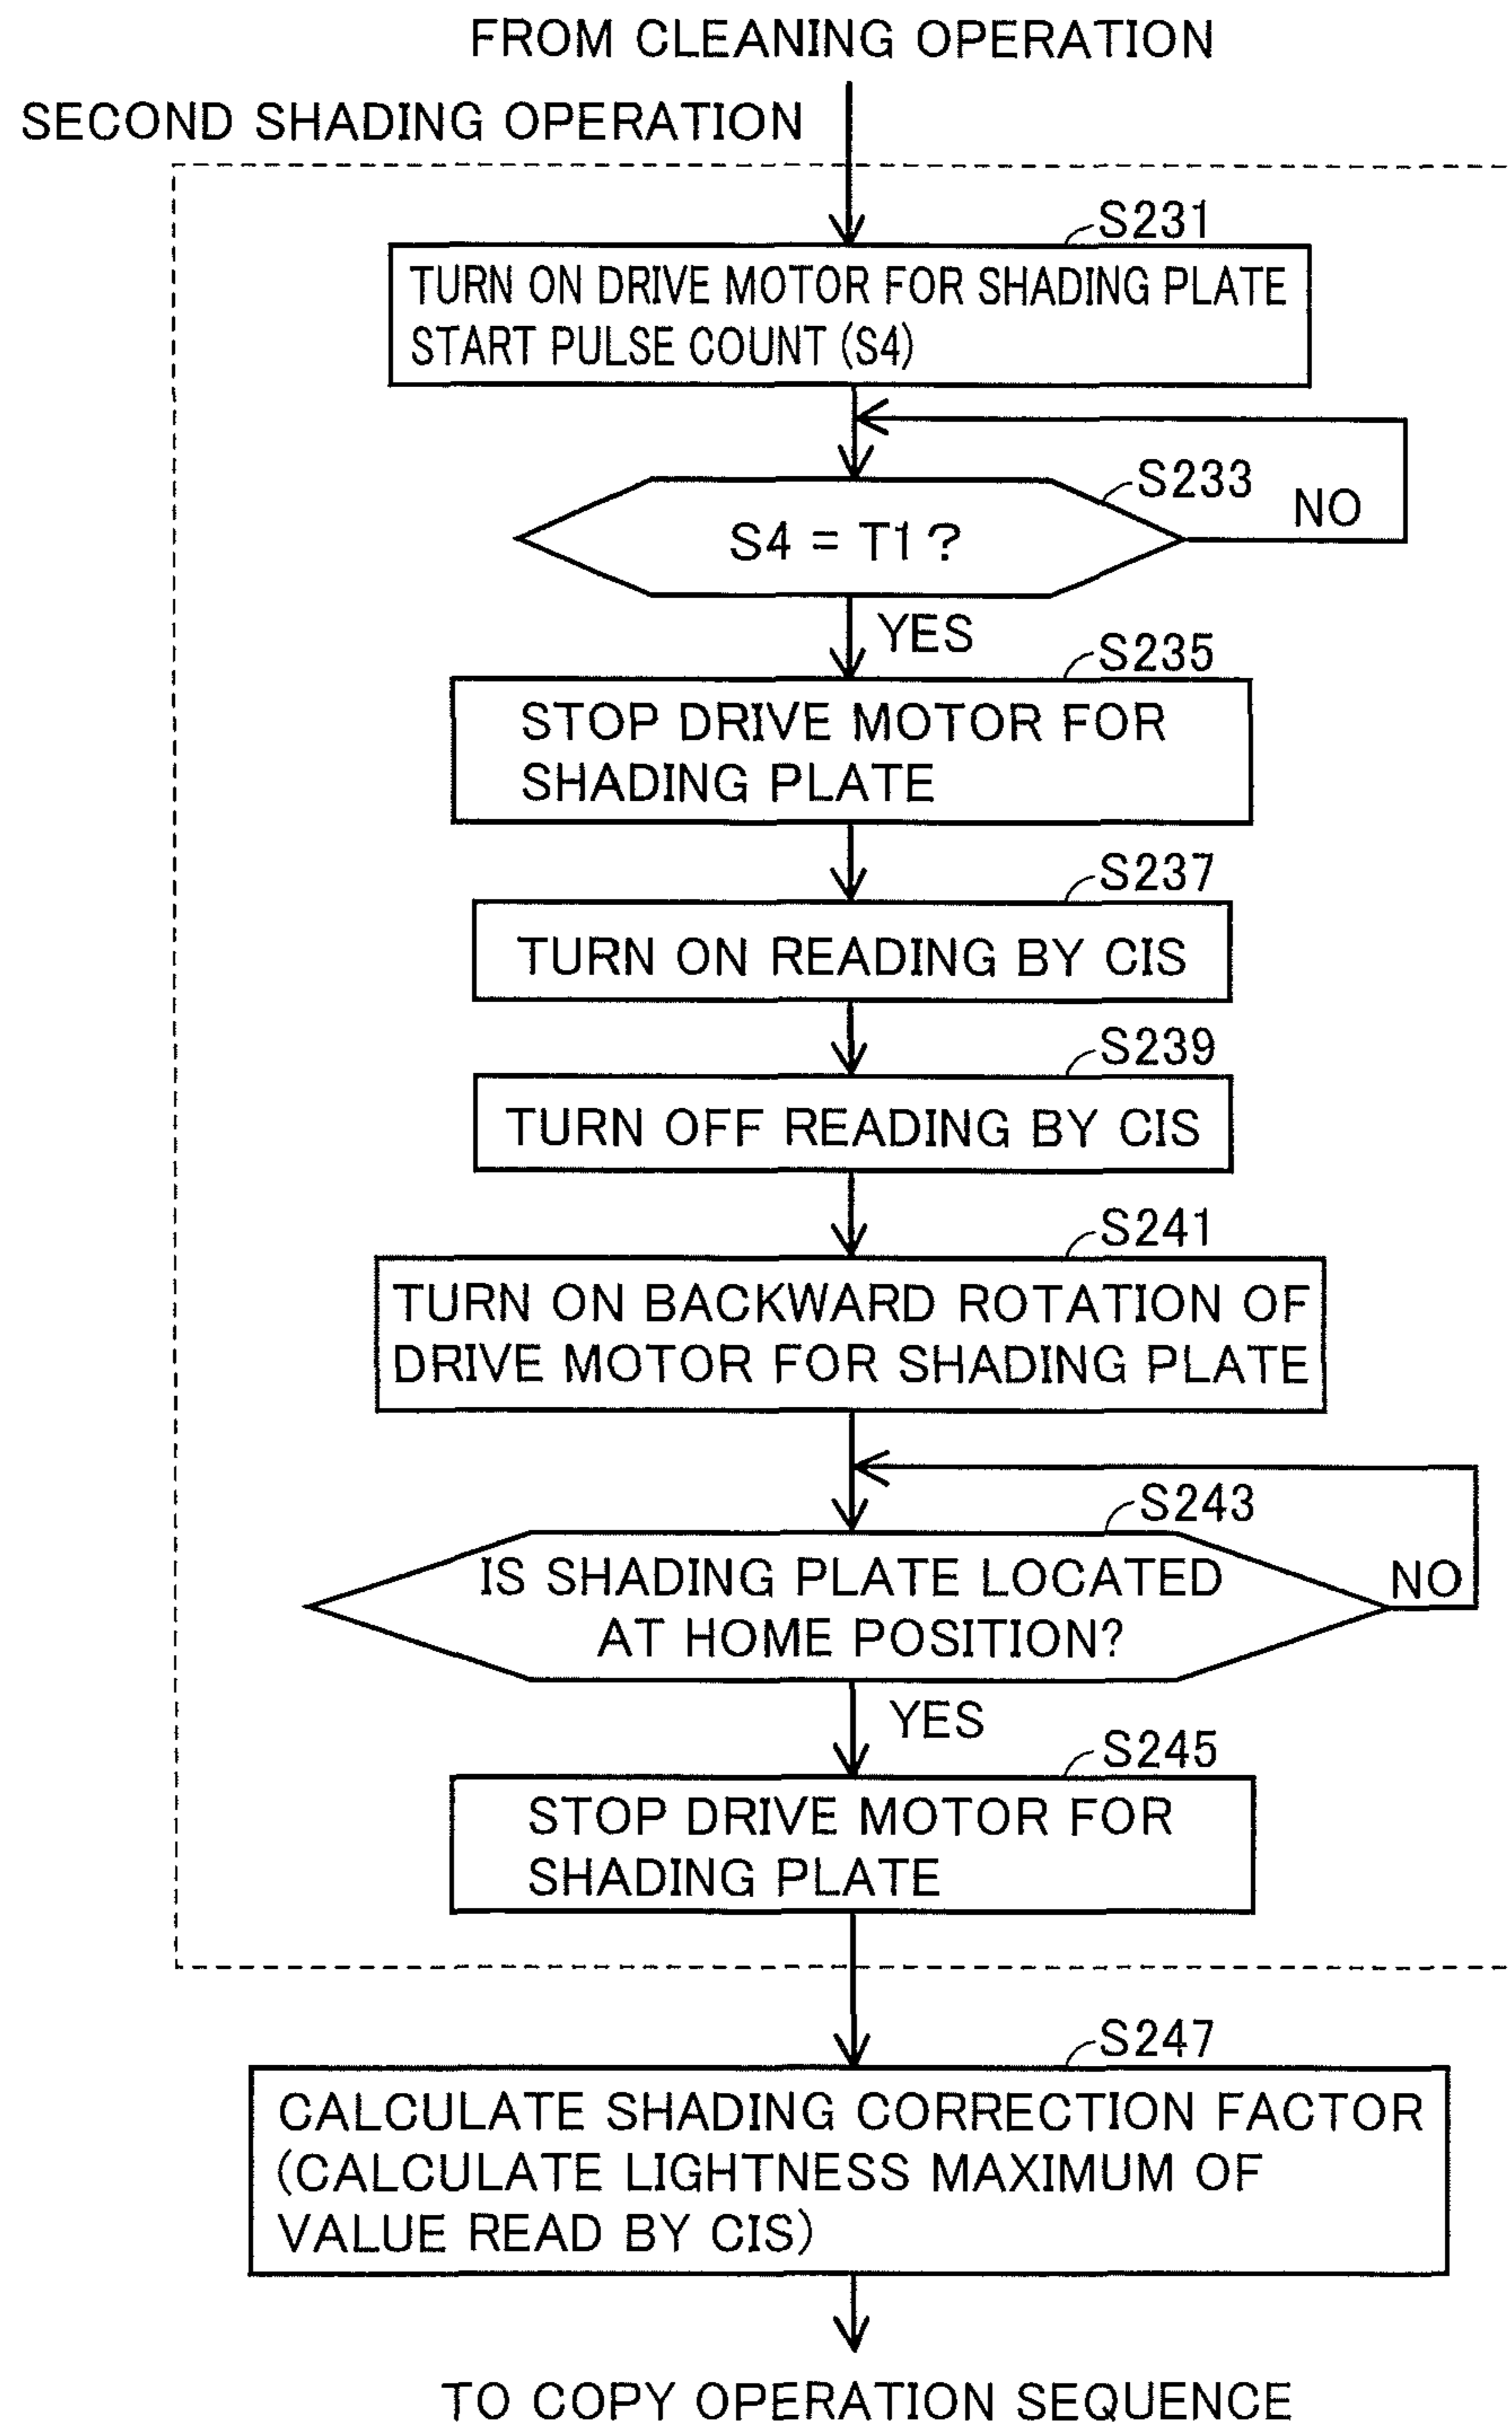 FROM CLEANING OPERATION
SECOND SHADING OPERATION
S231
TURN ON DRIVE MOTOR FOR SHADING PLATE
START PULSE COUNT (S4)
S233
NO
S4 = T1 ?
YES
S235
STOP DRIVE MOTOR FOR
SHADING PLATE
S237
TURN ON READING BY CIS
S239
TURN OFF READING BY CIS
S241
TURN ON BACKWARD ROTATION OF
DRIVE MOTOR FOR SHADING PLATE
S243
IS SHADING PLATE LOCATED
NO
AT HOME POSITION?
YES
S245
STOP DRIVE MOTOR FOR
SHADING PLATE
S247
CALCULATE SHADING CORRECTION FACTOR
(CALCULATE LIGHTNESS MAXIMUM OF
VALUE READ BY CIS)
TO COPY OPERATION SEQUENCE